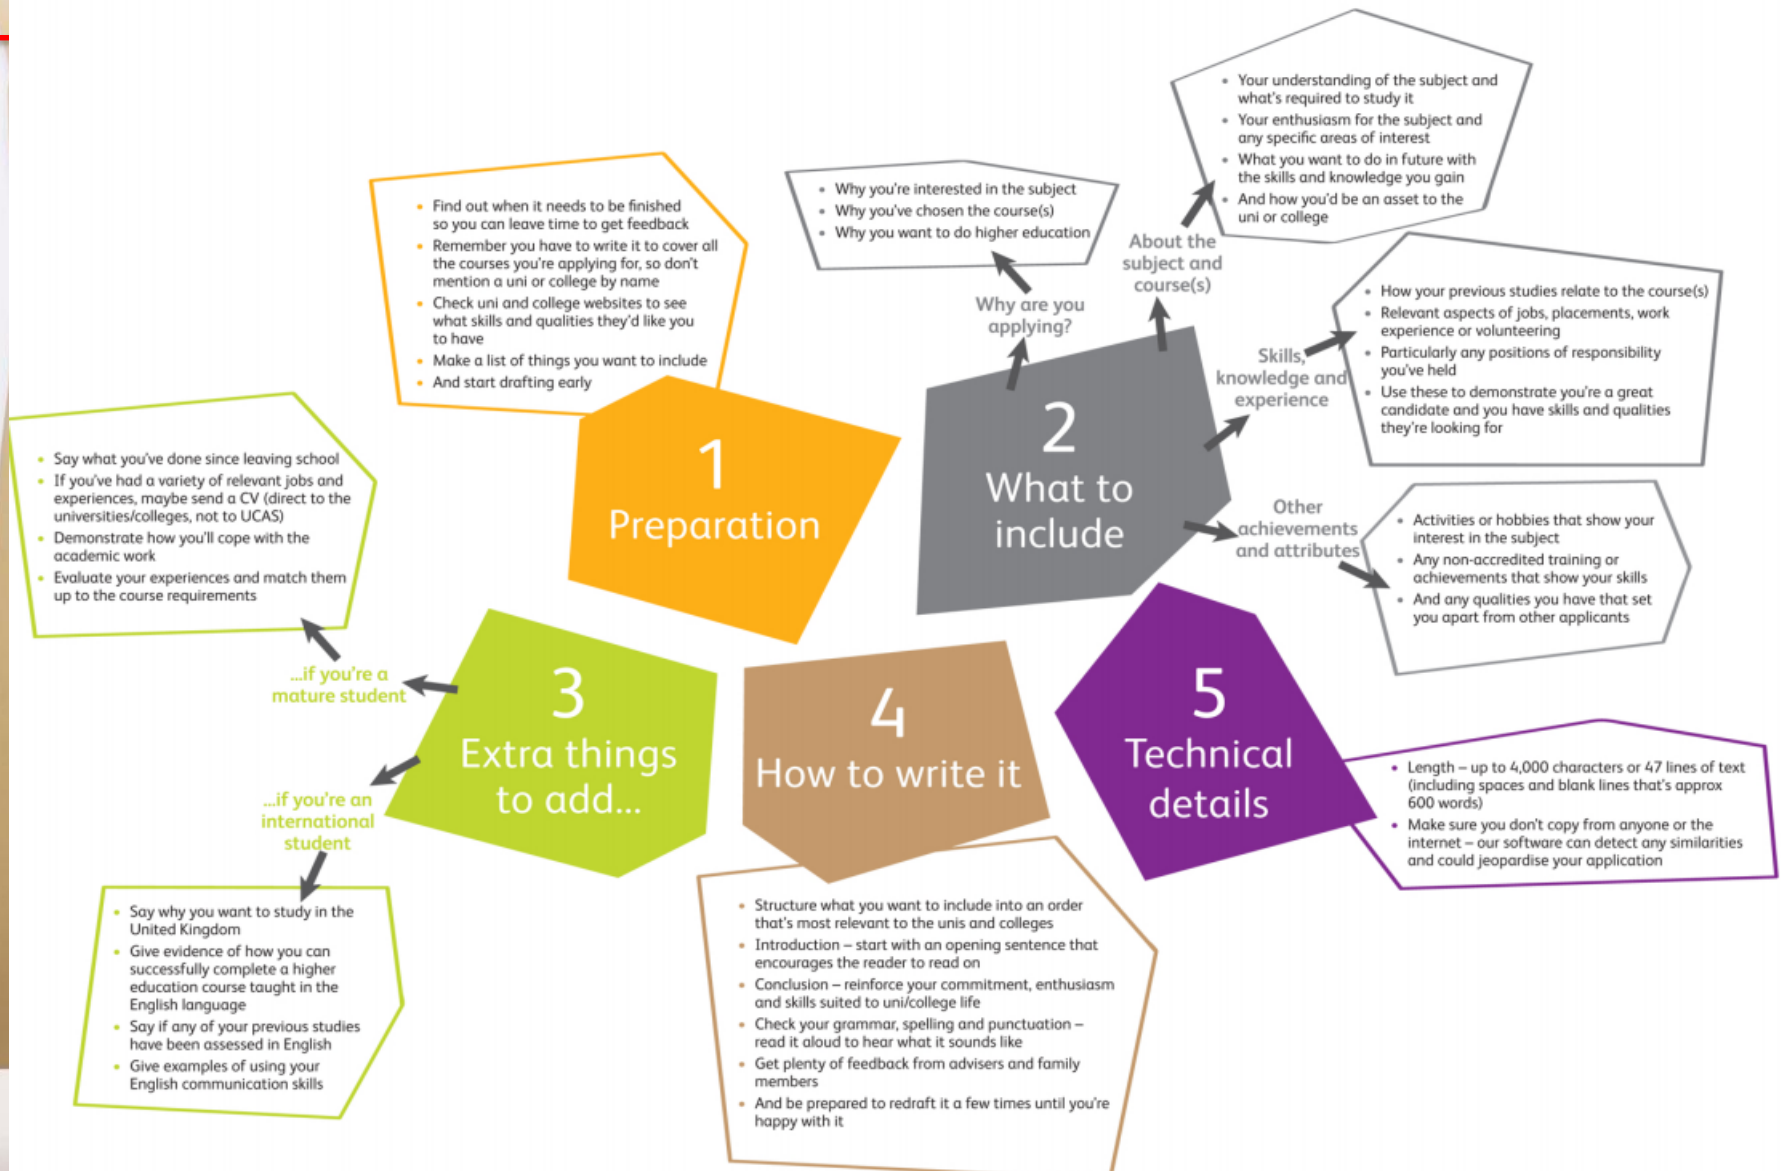 1
Preparation
• Find out when it needs to be finished
so you can leave time to get feedback
• Remember you have to write it to cover all
the courses you're applying for, so don't
mention a uni or college by name
• Check uni and college websites to see
what skills and qualities they'd like you
to have
• Make a list of things you want to include
• And start drafting early
2
What to
include
Why are you
applying?
• Why you're interested in the subject
• Why you've chosen the course(s)
• Why you want to do higher education
About the
subject and
course(s)
• Your understanding of the subject and
what's required to study it
• Your enthusiasm for the subject and
any specific areas of interest
• What you want to do in future with
the skills and knowledge you gain
• And how you'd be an asset to the
uni or college
Skills,
knowledge and
experience
• How your previous studies relate to the course(s)
• Relevant aspects of jobs, placements, work
experience or volunteering
• Particularly any positions of responsibility
you've held
• Use these to demonstrate you're a great
candidate and you have skills and qualities
they're looking for
Other
achievements
and attributes
• Activities or hobbies that show your
interest in the subject
• Any non-accredited training or
achievements that show your skills
• And any qualities you have that set
you apart from other applicants
3
Extra things
to add...
...if you're a
mature student
• Say what you've done since leaving school
• If you've had a variety of relevant jobs and
experiences, maybe send a CV (direct to the
universities/colleges, not to UCAS)
• Demonstrate how you'll cope with the
academic work
• Evaluate your experiences and match them
up to the course requirements
...if you're an
international
student
• Say why you want to study in the
United Kingdom
• Give evidence of how you can
successfully complete a higher
education course taught in the
English language
• Say if any of your previous studies
have been assessed in English
• Give examples of using your
English communication skills
4
How to write it
• Structure what you want to include into an order
that's most relevant to the unis and colleges
• Introduction – start with an opening sentence that
encourages the reader to read on
• Conclusion – reinforce your commitment, enthusiasm
and skills suited to uni/college life
• Check your grammar, spelling and punctuation –
read it aloud to hear what it sounds like
• Get plenty of feedback from advisers and family
members
• And be prepared to redraft it a few times until you're
happy with it
5
Technical
details
• Length – up to 4,000 characters or 47 lines of text
(including spaces and blank lines that's approx
600 words)
• Make sure you don't copy from anyone or the
internet – our software can detect any similarities
and could jeopardise your application